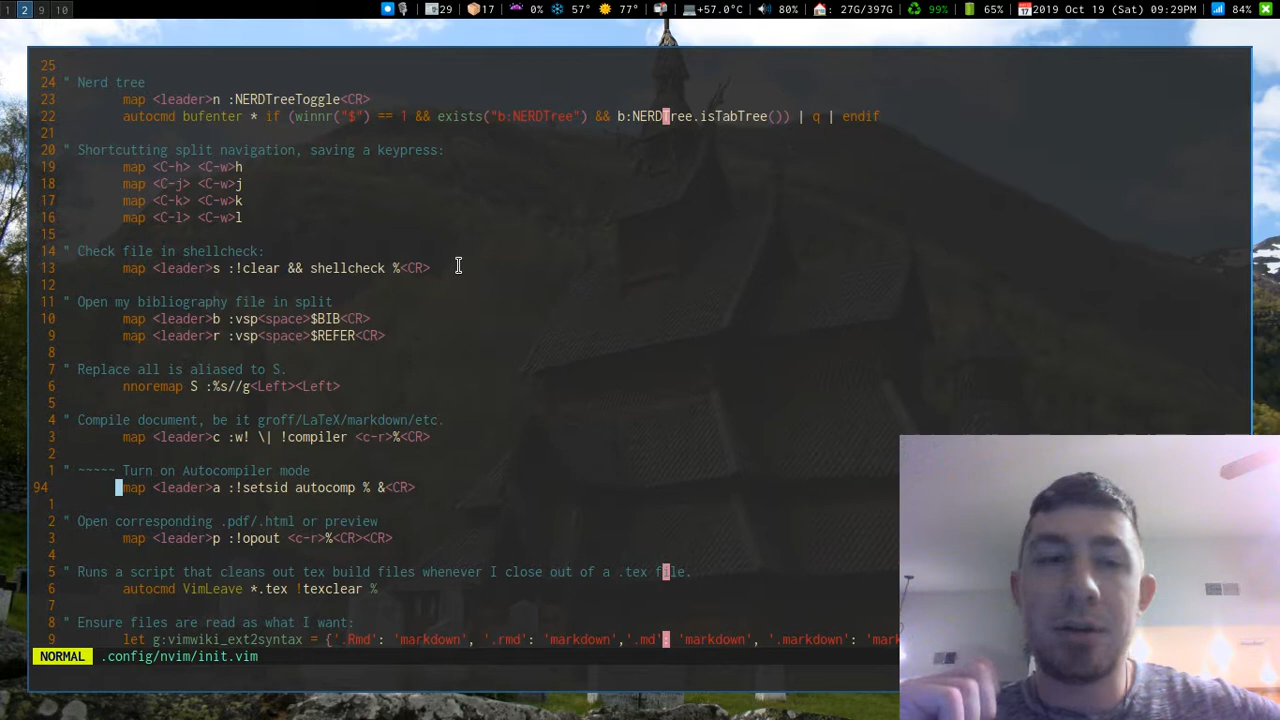 1 2 9 10 29 17 0% 57° 77° +57.0°C 80% : 27G/397G 99% 65% 2019 Oct 19 (Sat) 09:29PM 84%
25
24 " Nerd tree
23 map <leader>n :NERDTreeToggle<CR>
22 autocmd bufenter * if (winnr("$") == 1 && exists("b:NERDTree") && b:NERDTree.isTabTree()) | q | endif
21
20 " Shortcutting split navigation, saving a keypress:
19 map <C-h> <C-w>h
18 map <C-j> <C-w>j
17 map <C-k> <C-w>k
16 map <C-l> <C-w>l
15
14 " Check file in shellcheck:
13 map <leader>s :!clear && shellcheck %<CR>
12
11 " Open my bibliography file in split
10 map <leader>b :vsp<space>$BIB<CR>
9 map <leader>r :vsp<space>$REFER<CR>
8
7 " Replace all is aliased to S.
6 nnoremap S :%s//g<Left><Left>
5
4 " Compile document, be it groff/LaTeX/markdown/etc.
3 map <leader>c :w! \| !compiler <c-r>%<CR>
2
1 " ~~~~~ Turn on Autocompiler mode
94 map <leader>a :!setsid autocomp % &<CR>
1
2 " Open corresponding .pdf/.html or preview
3 map <leader>p :!opout <c-r>%<CR><CR>
4
5 " Runs a script that cleans out tex build files whenever I close out of a .tex file.
6 autocmd VimLeave *.tex !texclear %
7
8 " Ensure files are read as what I want:
9 let g:vimwiki_ext2syntax = {'.Rmd': 'markdown', '.rmd': 'markdown','.md': 'markdown', '.markdown': 'mark
NORMAL .config/nvim/init.vim